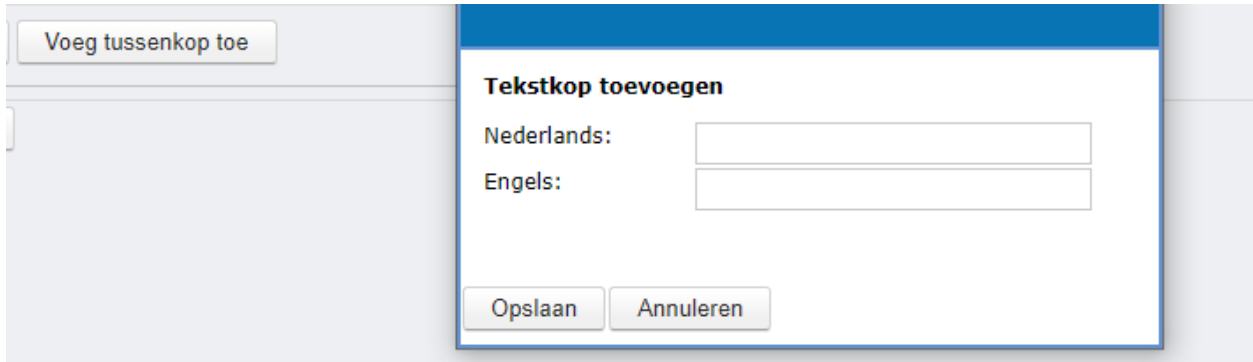 Voeg tussenkop toe
Tekstkop toevoegen
Nederlands:
Engels:
Opslaan Annuleren